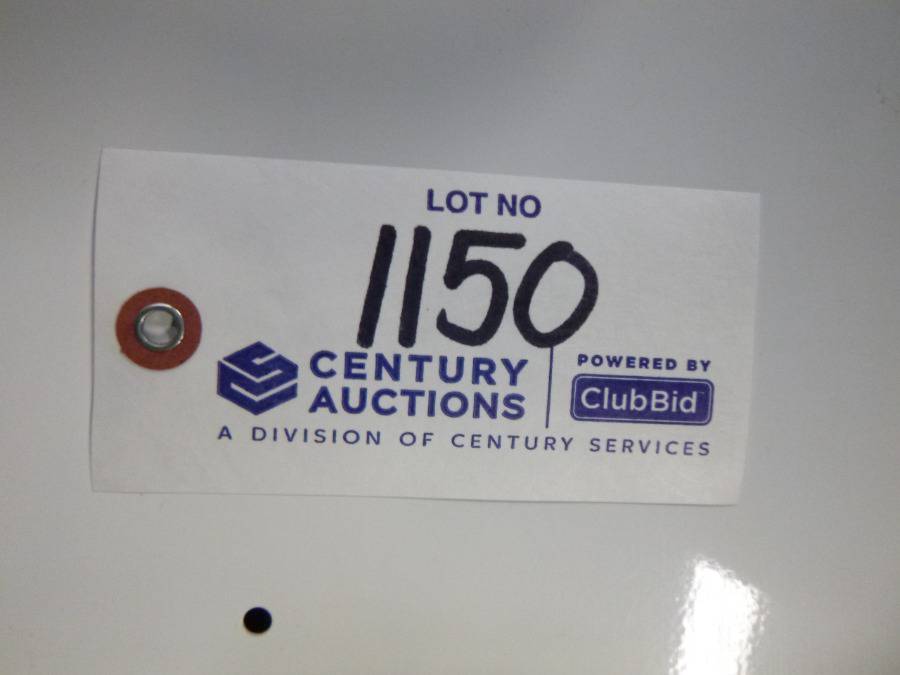 LOT NO
1150
CENTURY
AUCTIONS
POWERED BY
ClubBid
A DIVISION OF CENTURY SERVICES